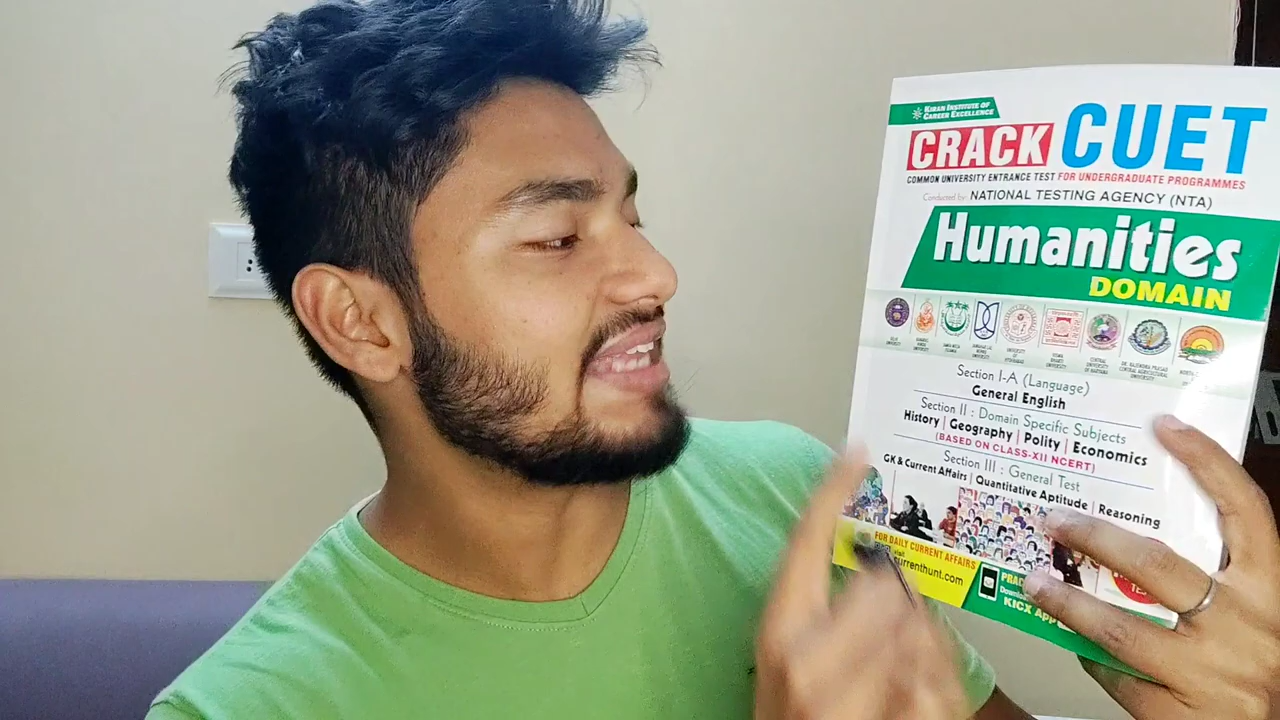 KIRAN INSTITUTE OF
CAREER EXCELLENCE
CRACK CUET
COMMON UNIVERSITY ENTRANCE TEST FOR UNDERGRADUATE PROGRAMMES
Conducted by: NATIONAL TESTING AGENCY (NTA)
Humanities
DOMAIN
Section I-A (Language)
General English
Section II : Domain Specific Subjects
History | Geography | Polity | Economics
(BASED ON CLASS-XII NCERT)
Section III : General Test
GK & Current Affairs | Quantitative Aptitude | Reasoning
FOR DAILY CURRENT AFFAIRS
visit
currenthunt.com
KICX APP